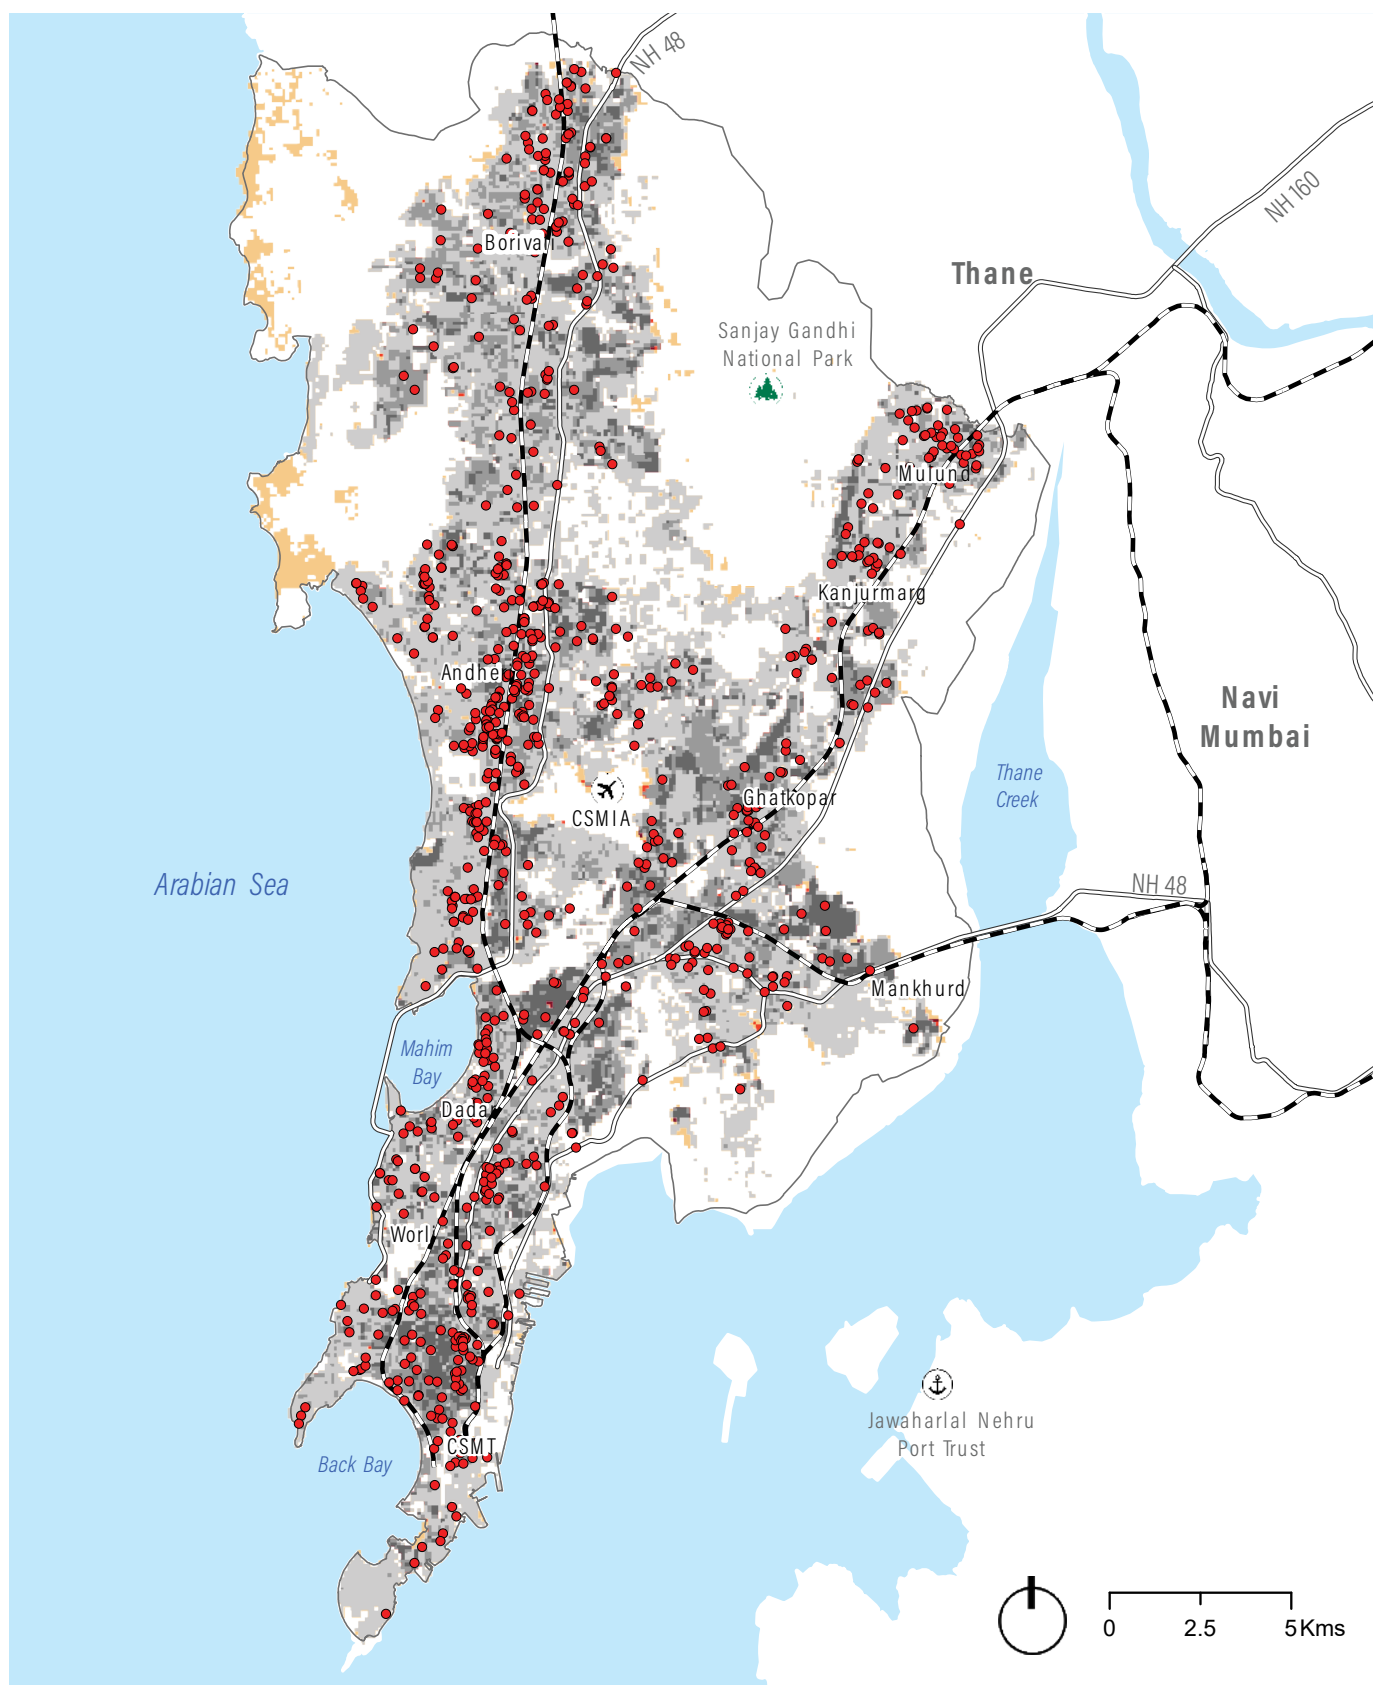 NH 48
NH 160
Borivali
Thane
Sanjay Gandhi
National Park
Mulund
Kanjurmarg
Andhe
Navi
Mumbai
Thane
Creek
Ghatkopar
CSMIA
Arabian Sea
NH 48
Mankhurd
Mahim
Bay
Dadar
Worli
Jawaharlal Nehru
Port Trust
CSMT
Back Bay
0
2.5
5 Kms